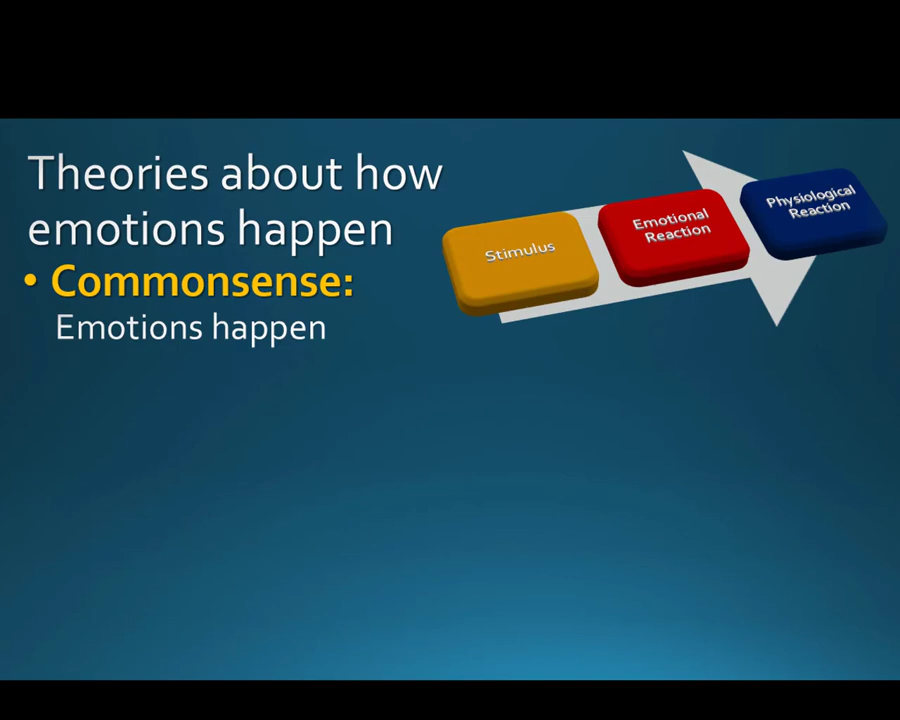 Theories about how
emotions happen
• Commonsense:
Emotions happen
Stimulus
Emotional
Reaction
Physiological
Reaction